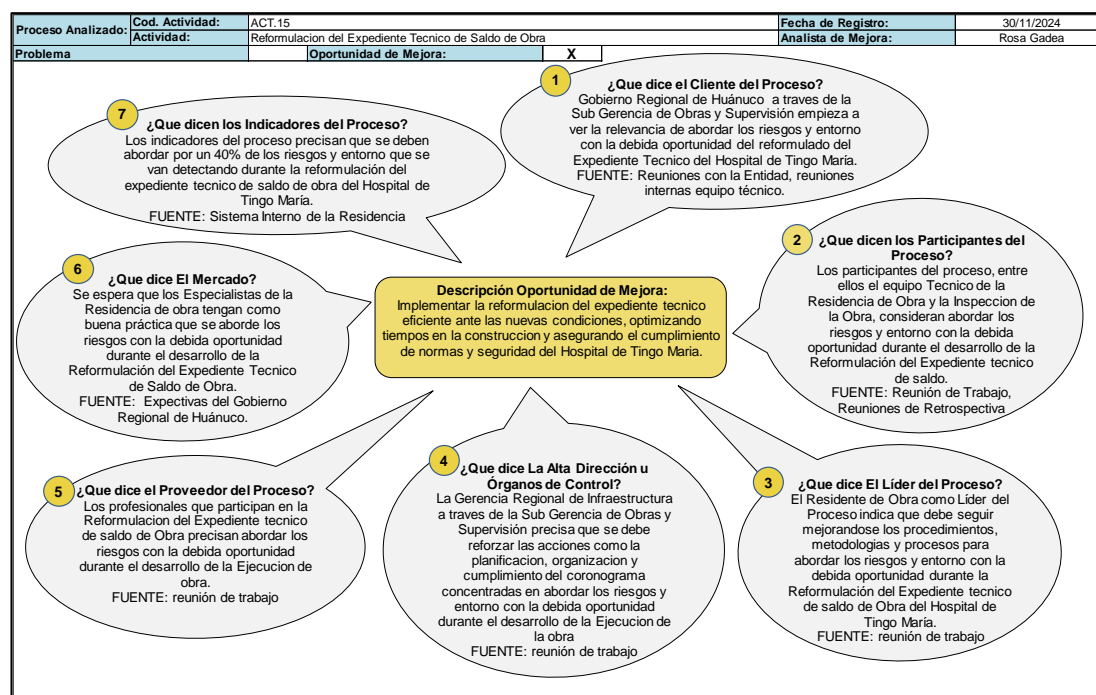 Proceso Analizado:
Cod. Actividad:
ACT.15
Fecha de Registro:
30/11/2024
Actividad:
Reformulacion del Expediente Tecnico de Saldo de Obra
Analista de Mejora:
Rosa Gadea
Problema
Oportunidad de Mejora:
X
1
¿Que dice el Cliente del Proceso?
Gobierno Regional de Huánuco a traves de la
Sub Gerencia de Obras y Supervisión empieza a
ver la relevancia de abordar los riesgos y entorno
con la debida oportunidad del reformulado del
Expediente Tecnico del Hospital de Tingo María.
FUENTE: Reuniones con la Entidad, reuniones
internas equipo técnico.
7
¿Que dicen los Indicadores del Proceso?
Los indicadores del proceso precisan que se deben
abordar por un 40% de los riesgos y entorno que se
van detectando durante la reformulación del
expediente tecnico de saldo de obra del Hospital de
Tingo María.
FUENTE: Sistema Interno de la Residencia
2
¿Que dicen los Participantes del
Proceso?
Los participantes del proceso, entre
ellos el equipo Tecnico de la
Residencia de Obra y la Inspeccion de
la Obra, consideran abordar los
riesgos y entorno con la debida
oportunidad durante el desarrollo de la
Reformulación del Expediente tecnico
de saldo.
FUENTE: Reunión de Trabajo,
Reuniones de Retrospectiva
6
¿Que dice El Mercado?
Se espera que los Especialistas de la
Residencia de obra tengan como
buena práctica que se aborde los
riesgos con la debida oportunidad
durante el desarrollo de la
Reformulación del Expediente Tecnico
de Saldo de Obra.
FUENTE: Expectivas del Gobierno
Regional de Huánuco.
Descripción Oportunidad de Mejora:
Implementar la reformulacion del expediente tecnico
eficiente ante las nuevas condiciones, optimizando
tiempos en la construccion y asegurando el cumplimiento
de normas y seguridad del Hospital de Tingo Maria.
5
¿Que dice el Proveedor del Proceso?
Los profesionales que participan en la
Reformulacion del Expediente tecnico
de saldo de Obra precisan abordar los
riesgos con la debida oportunidad
durante el desarrollo de la Ejecucion de
obra.
FUENTE: reunión de trabajo
4
¿Que dice La Alta Dirección u
Órganos de Control?
La Gerencia Regional de Infraestructura
a traves de la Sub Gerencia de Obras y
Supervisión precisa que se debe
reforzar las acciones como la
planificacion, organizacion y
cumplimiento del coronograma
concentradas en abordar los riesgos y
entorno con la debida oportunidad
durante el desarrollo de la Ejecucion de
la obra
FUENTE: reunión de trabajo
3
¿Que dice El Líder del Proceso?
El Residente de Obra como Líder del
Proceso indica que debe seguir
mejorandose los procedimientos,
metodologias y procesos para
abordar los riesgos y entorno con la
debida oportunidad durante la
Reformulación del Expediente tecnico
de saldo de Obra del Hospital de
Tingo María.
FUENTE: reunión de trabajo